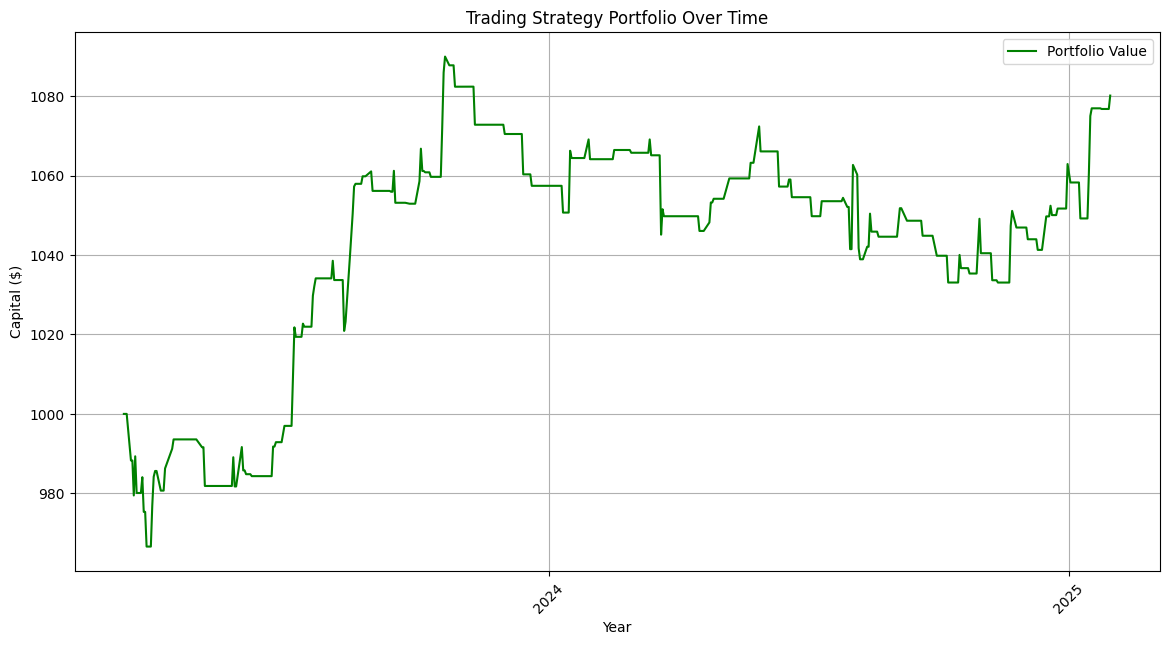 Trading Strategy Portfolio Over Time
Portfolio Value
Capital ($)
1080
1060
1040
1020
1000
980
2024
2025
Year